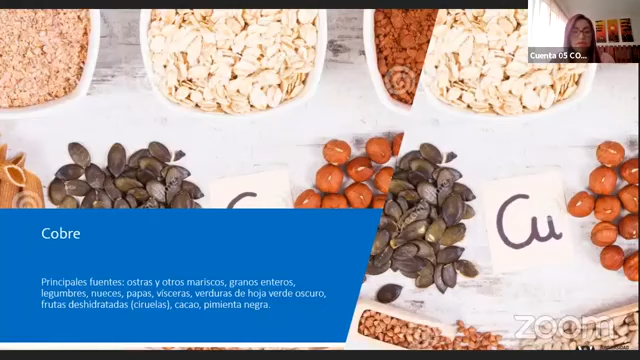 Cuenta 05 CO...
Cu
Cobre
Principales fuentes: ostras y otros mariscos, granos enteros,
legumbres, nueces, papas, vísceras, verduras de hoja verde oscuro,
frutas deshidratadas (ciruelas), cacao, pimienta negra.
zoom